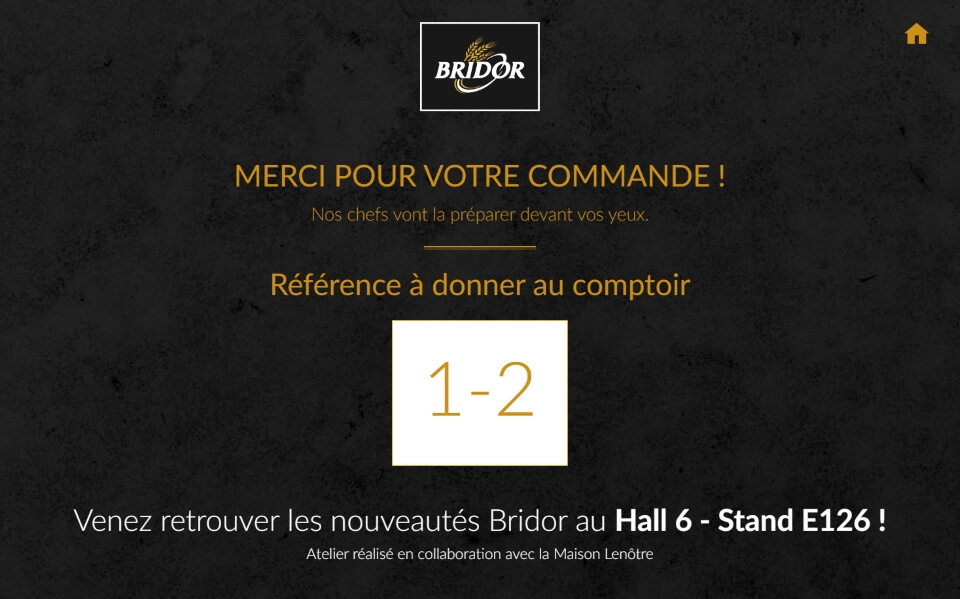 BRIDOR
MERCI POUR VOTRE COMMANDE !
Nos chefs vont la préparer devant vos yeux.
Référence à donner au comptoir
1-2
Venez retrouver les nouveautés Bridor au Hall 6 - Stand E126 !
Atelier réalisé en collaboration avec la Maison Lenôtre